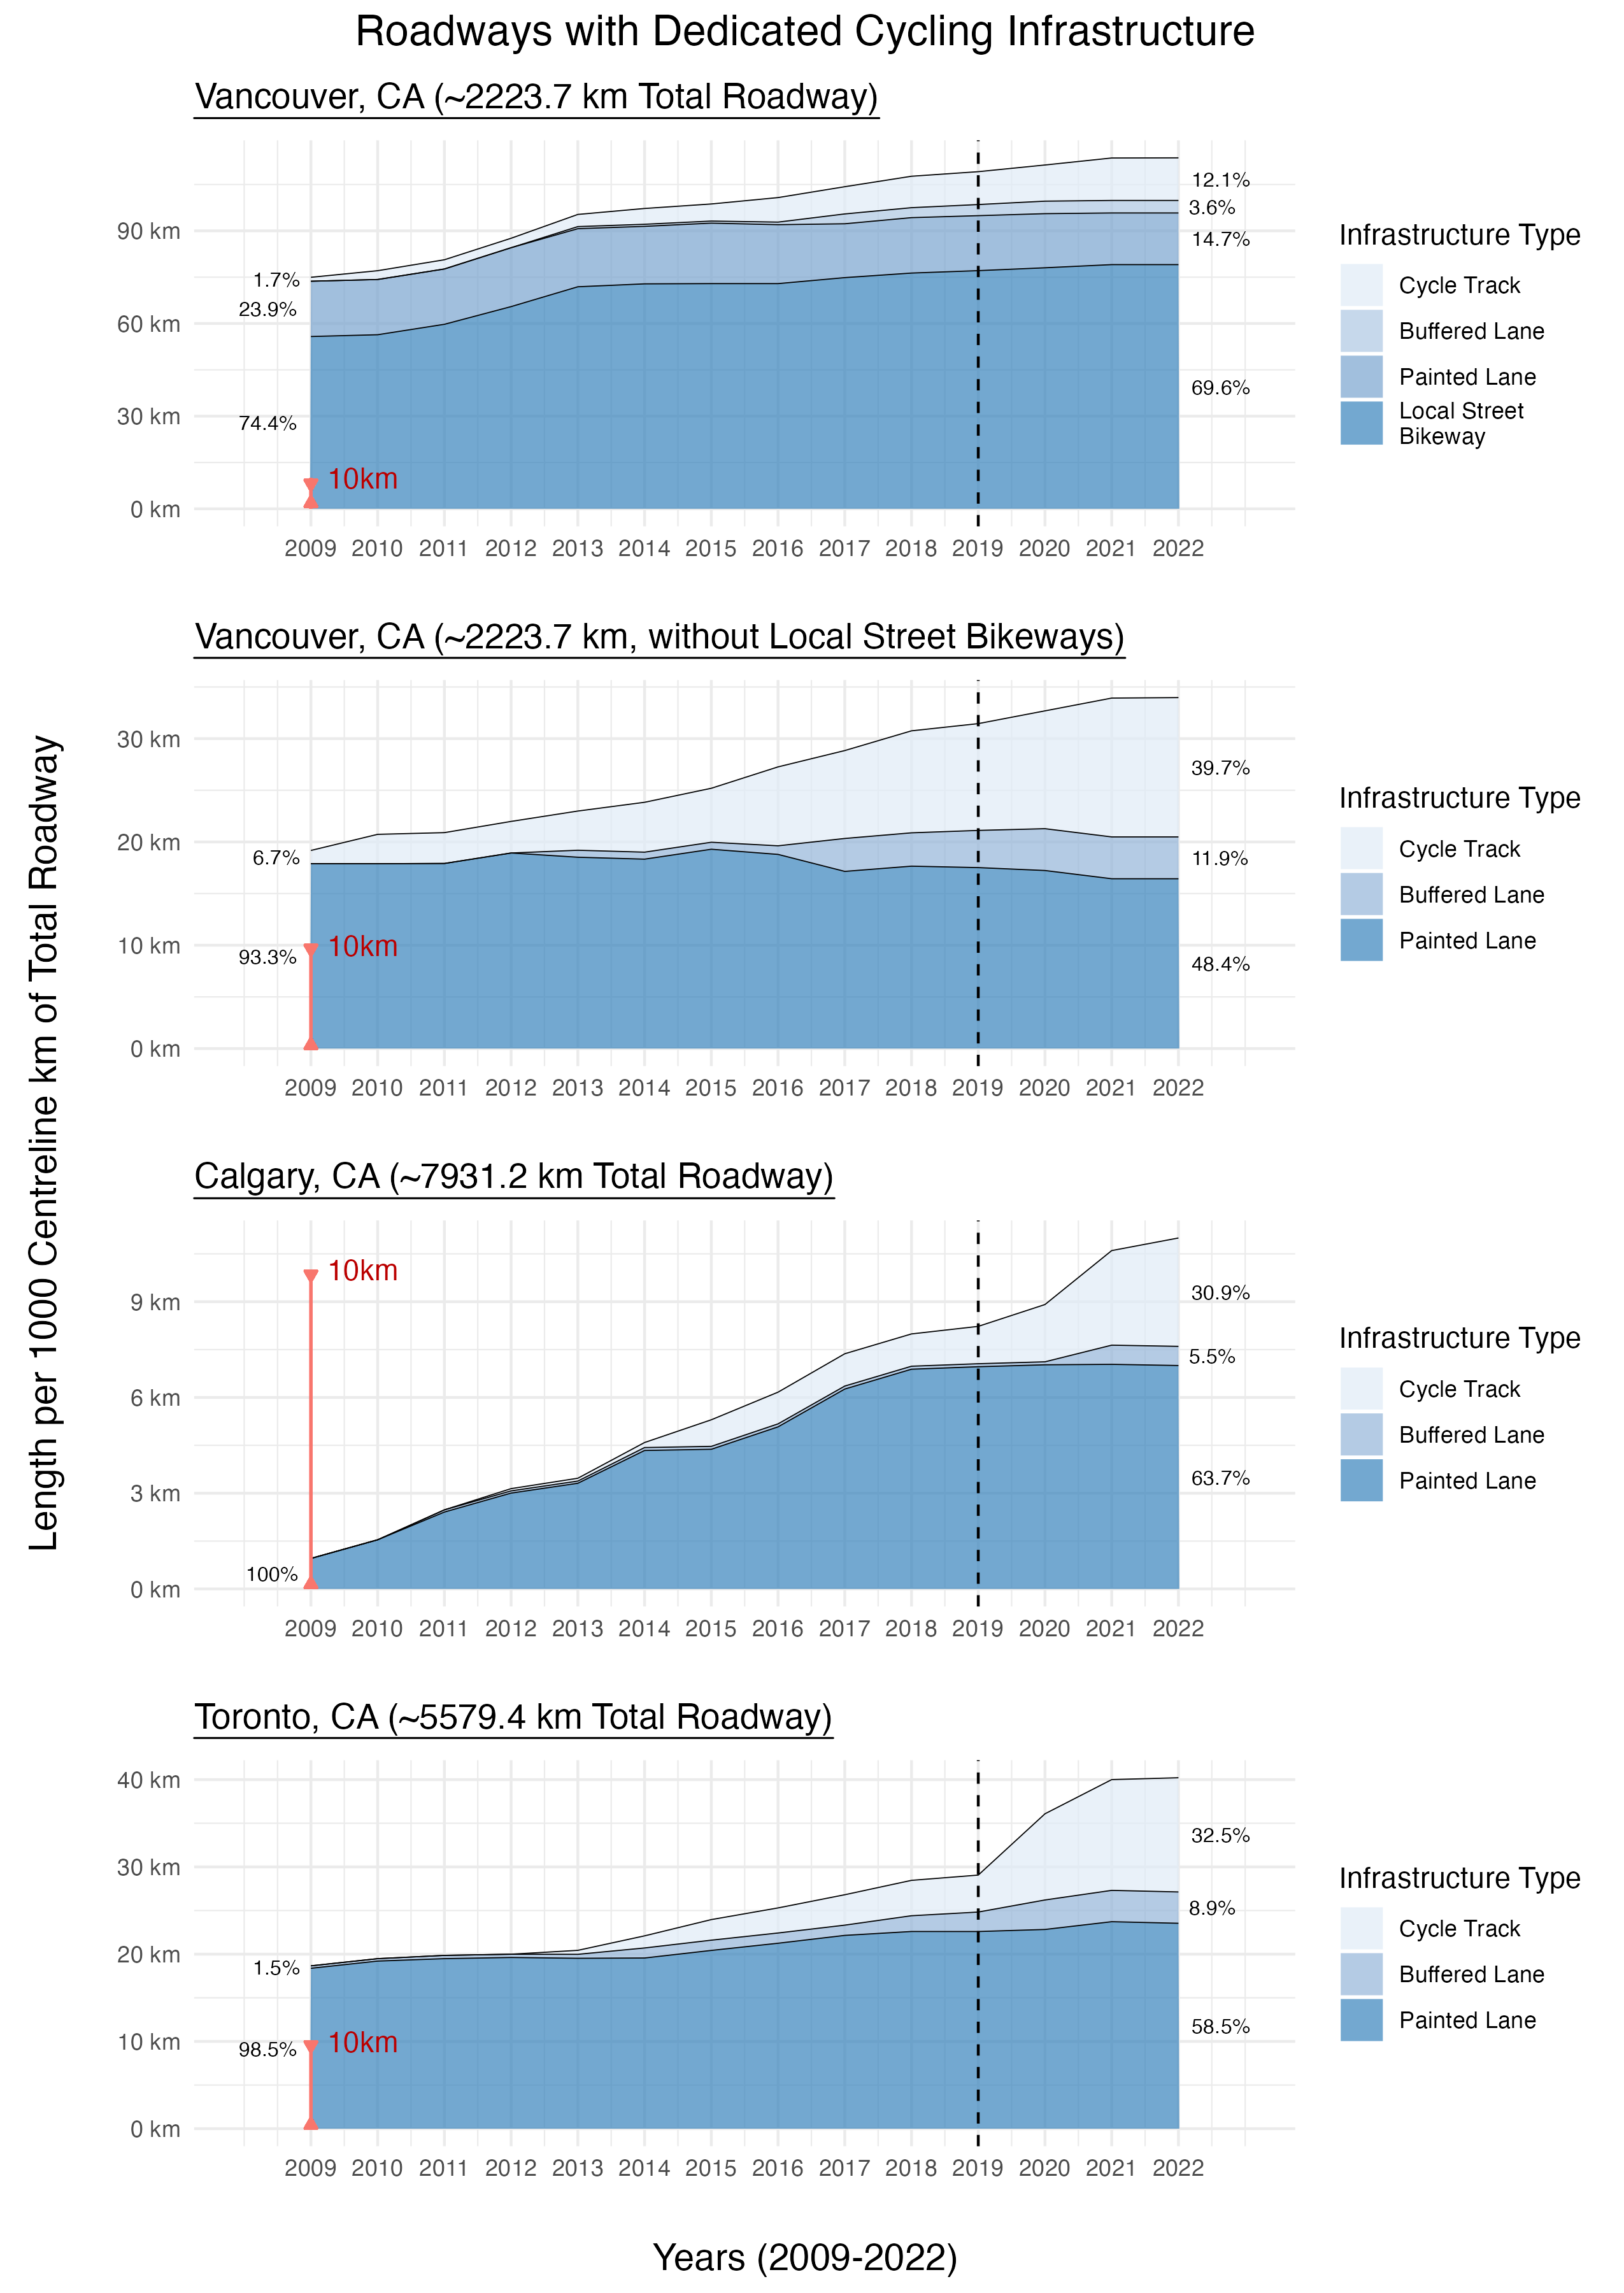 Roadways with Dedicated Cycling Infrastructure
Length per 1000 Centreline km of Total Roadway
Vancouver, CA (~2223.7 km Total Roadway)
90 km
60 km
30 km
0 km
1.7%
23.9%
74.4%
10km
12.1%
3.6%
14.7%
69.6%
2009 2010 2011 2012 2013 2014 2015 2016 2017 2018 2019 2020 2021 2022
Infrastructure Type
Cycle Track
Buffered Lane
Painted Lane
Local Street
Bikeway
Vancouver, CA (~2223.7 km, without Local Street Bikeways)
30 km
20 km
10 km
0 km
6.7%
93.3%
10km
39.7%
11.9%
48.4%
2009 2010 2011 2012 2013 2014 2015 2016 2017 2018 2019 2020 2021 2022
Infrastructure Type
Cycle Track
Buffered Lane
Painted Lane
Calgary, CA (~7931.2 km Total Roadway)
9 km
6 km
3 km
0 km
100%
10km
30.9%
5.5%
63.7%
2009 2010 2011 2012 2013 2014 2015 2016 2017 2018 2019 2020 2021 2022
Infrastructure Type
Cycle Track
Buffered Lane
Painted Lane
Toronto, CA (~5579.4 km Total Roadway)
40 km
30 km
20 km
10 km
0 km
1.5%
98.5%
10km
32.5%
8.9%
58.5%
2009 2010 2011 2012 2013 2014 2015 2016 2017 2018 2019 2020 2021 2022
Infrastructure Type
Cycle Track
Buffered Lane
Painted Lane
Years (2009-2022)